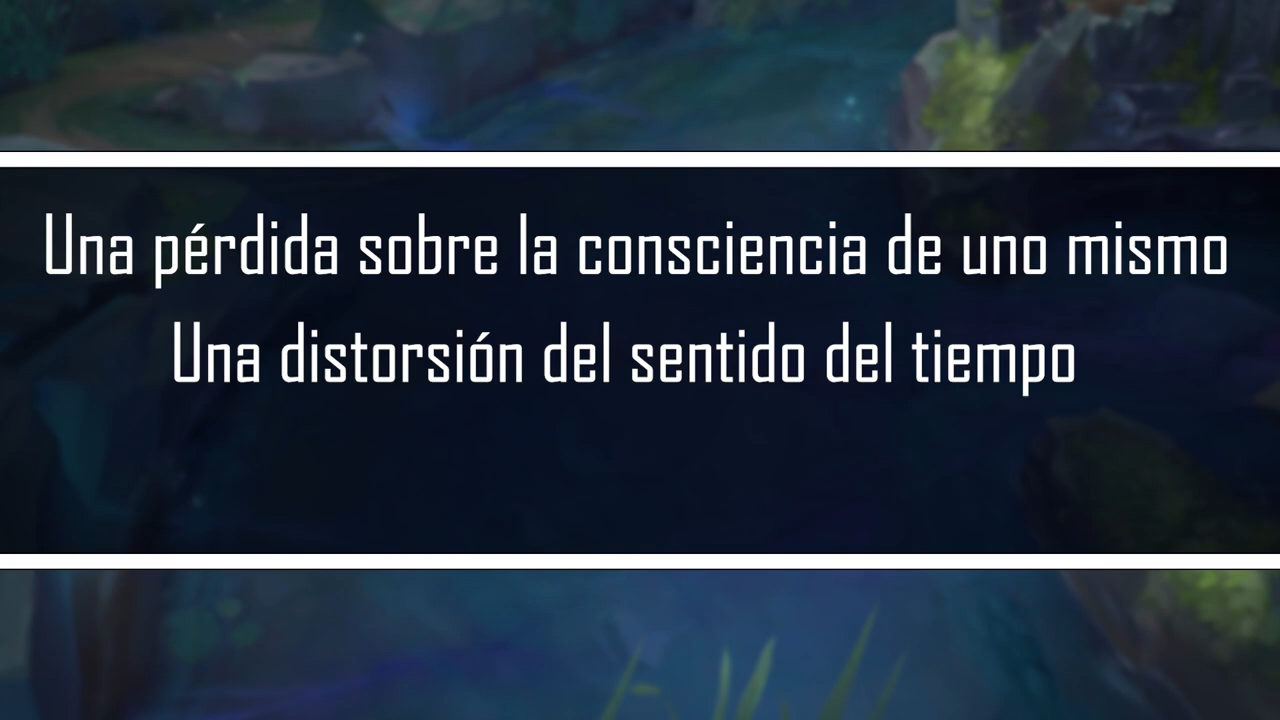 Una pérdida sobre la consciencia de uno mismo
Una distorsión del sentido del tiempo